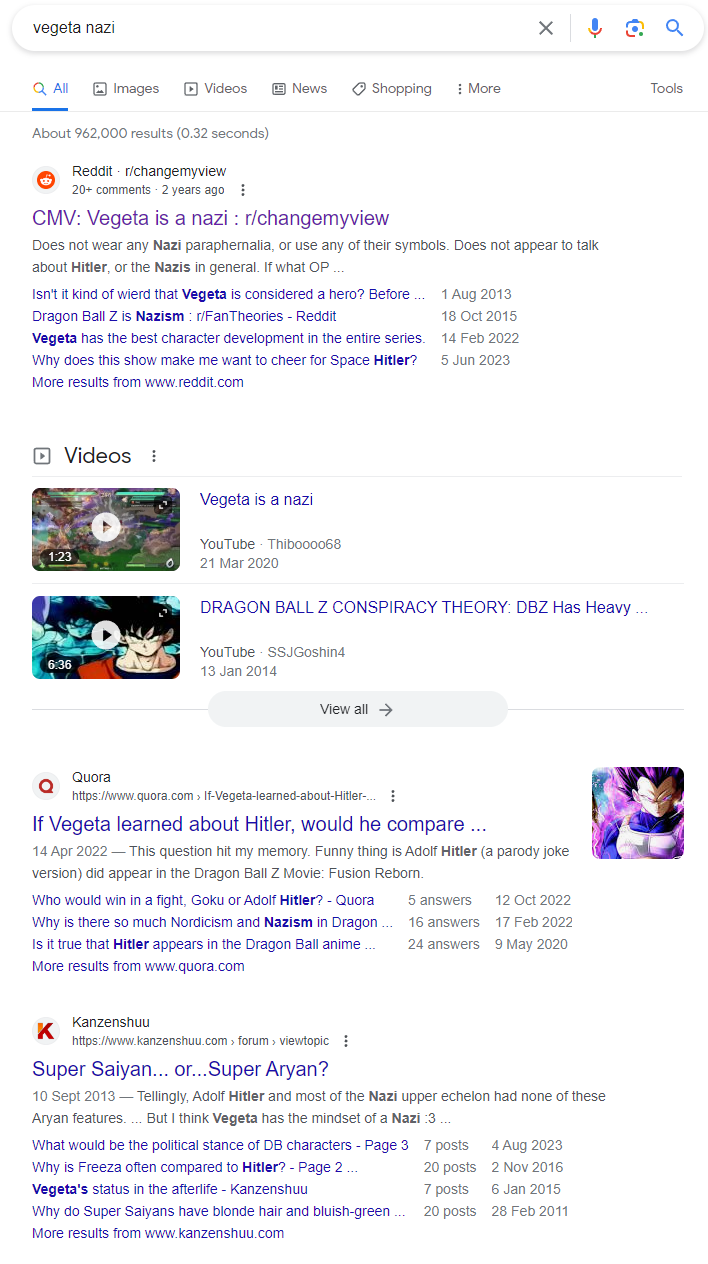 vegeta nazi
All Images Videos News Shopping More Tools
About 962,000 results (0.32 seconds)
Reddit · r/changemyview
20+ comments · 2 years ago
CMV: Vegeta is a nazi : r/changemyview
Does not wear any Nazi paraphernalia, or use any of their symbols. Does not appear to talk
about Hitler, or the Nazis in general. If what OP ...
Isn't it kind of wierd that Vegeta is considered a hero? Before ... 1 Aug 2013
Dragon Ball Z is Nazism : r/FanTheories - Reddit 18 Oct 2015
Vegeta has the best character development in the entire series. 14 Feb 2022
Why does this show make me want to cheer for Space Hitler? 5 Jun 2023
More results from www.reddit.com
Videos
Vegeta is a nazi
1:23
YouTube · Thiboooo68
21 Mar 2020
DRAGON BALL Z CONSPIRACY THEORY: DBZ Has Heavy ...
6:36
YouTube · SSJGoshin4
13 Jan 2014
View all
Quora
https://www.quora.com › If-Vegeta-learned-about-Hitler-...
If Vegeta learned about Hitler, would he compare ...
14 Apr 2022 — This question hit my memory. Funny thing is Adolf Hitler (a parody joke
version) did appear in the Dragon Ball Z Movie: Fusion Reborn.
Who would win in a fight, Goku or Adolf Hitler? - Quora 5 answers 12 Oct 2022
Why is there so much Nordicism and Nazism in Dragon ... 16 answers 17 Feb 2022
Is it true that Hitler appears in the Dragon Ball anime ... 24 answers 9 May 2020
More results from www.quora.com
Kanzenshuu
https://www.kanzenshuu.com › forum › viewtopic
Super Saiyan... or...Super Aryan?
10 Sept 2013 — Tellingly, Adolf Hitler and most of the Nazi upper echelon had none of these
Aryan features. ... But I think Vegeta has the mindset of a Nazi :3 ...
What would be the political stance of DB characters - Page 3 7 posts 4 Aug 2023
Why is Freeza often compared to Hitler? - Page 2 ... 20 posts 2 Nov 2016
Vegeta's status in the afterlife - Kanzenshuu 7 posts 6 Jan 2015
Why do Super Saiyans have blonde hair and bluish-green ... 20 posts 28 Feb 2011
More results from www.kanzenshuu.com